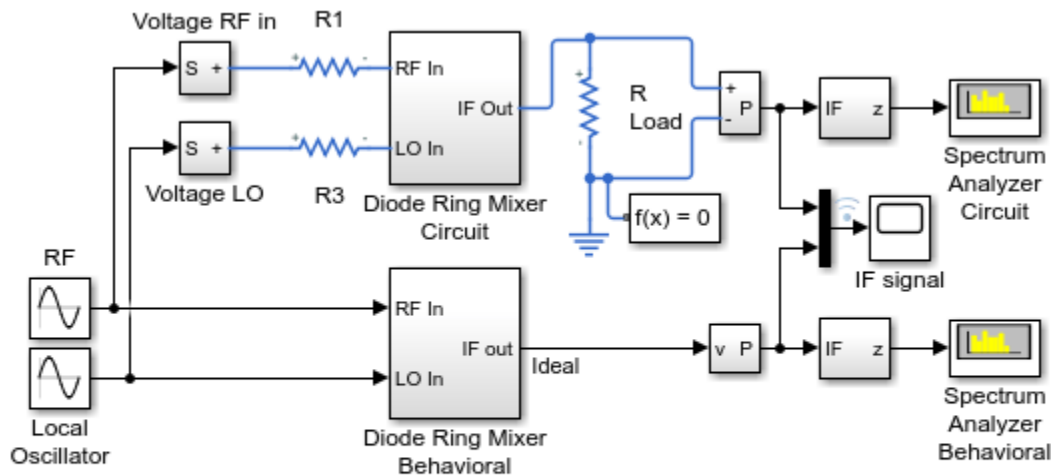 Voltage RF in
R1
S +
+ -
RF In
IF Out
LO In
Diode Ring Mixer
Circuit
S +
+ -
Voltage LO
R3
+
-
R
Load
+
-
P
IF z
Spectrum
Analyzer
Circuit
f(x) = 0
IF signal
RF
Local
Oscillator
RF In
IF out
LO In
Diode Ring Mixer
Behavioral
Ideal
v P
IF z
Spectrum
Analyzer
Behavioral